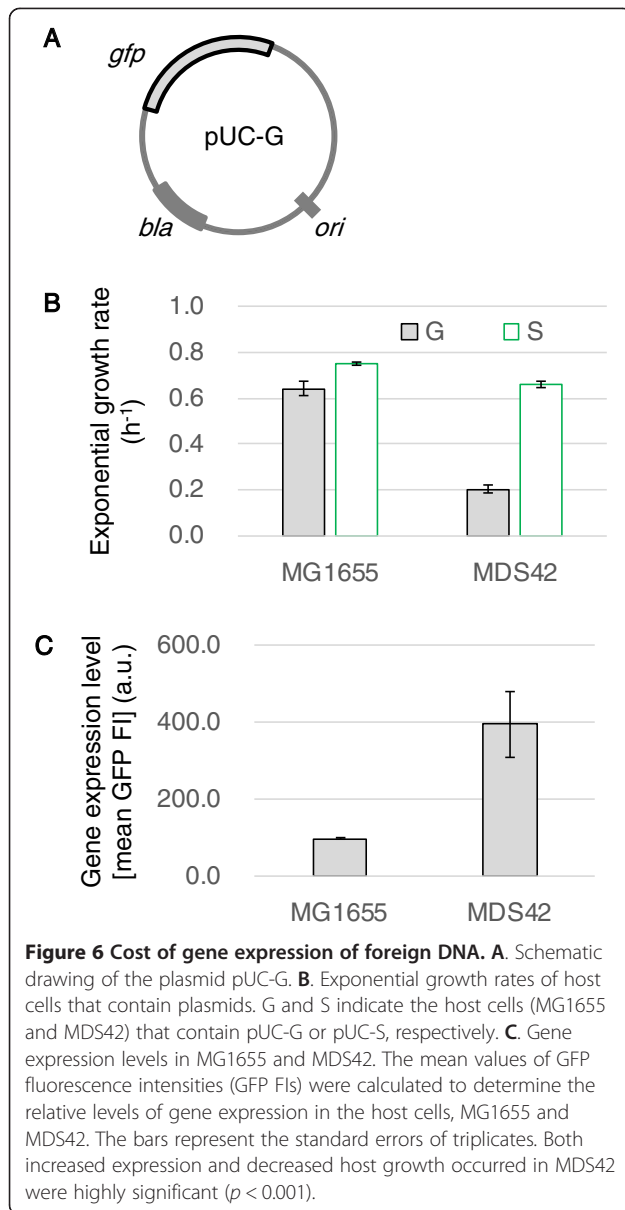 A
gfp
pUC-G
bla
ori
B
Exponential growth rate
(h-1)
1.0
0.8
0.6
0.4
0.2
0.0
G
S
MG1655
MDS42
C
Gene expression level
[mean GFP FI] (a.u.)
600.0
400.0
200.0
0.0
MG1655
MDS42
Figure 6 Cost of gene expression of foreign DNA. A. Schematic
drawing of the plasmid pUC-G. B. Exponential growth rates of host
cells that contain plasmids. G and S indicate the host cells (MG1655
and MDS42) that contain pUC-G or pUC-S, respectively. C. Gene
expression levels in MG1655 and MDS42. The mean values of GFP
fluorescence intensities (GFP FIs) were calculated to determine the
relative levels of gene expression in the host cells, MG1655 and
MDS42. The bars represent the standard errors of triplicates. Both
increased expression and decreased host growth occurred in MDS42
were highly significant (p < 0.001).